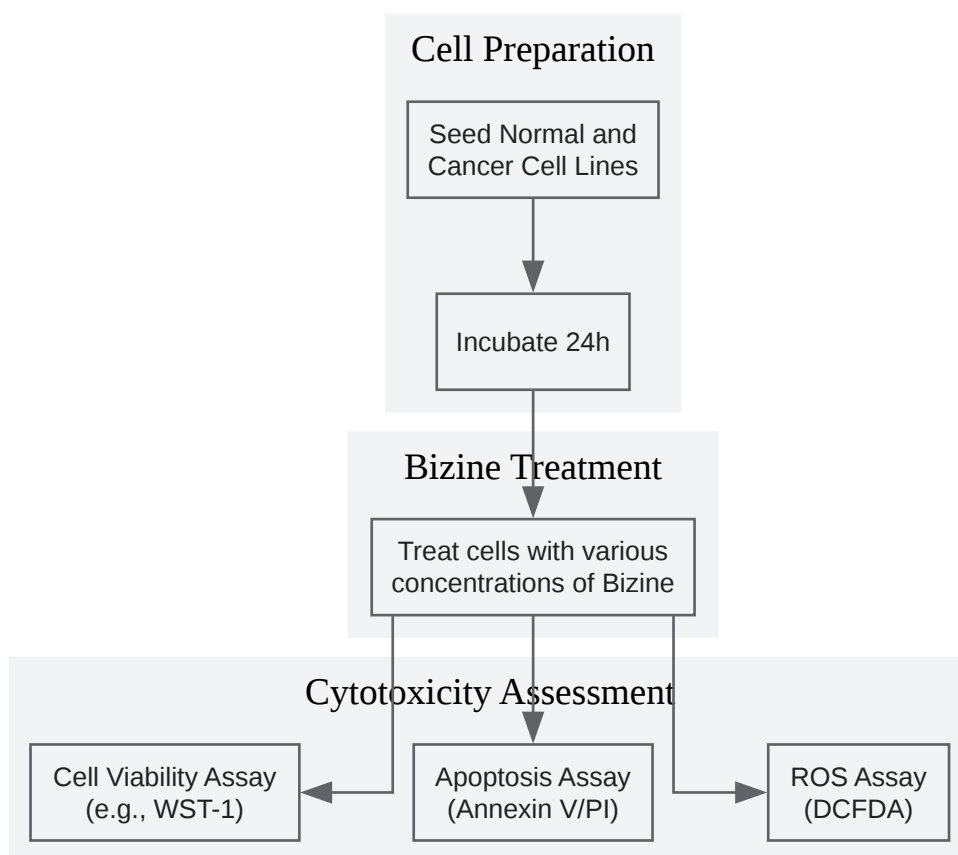 Cell Preparation
Seed Normal and
Cancer Cell Lines
Incubate 24h
Bizine Treatment
Treat cells with various
concentrations of Bizine
Cytotoxicity Assessment
Cell Viability Assay
(e.g., WST-1)
Apoptosis Assay
(Annexin V/PI)
ROS Assay
(DCFDA)